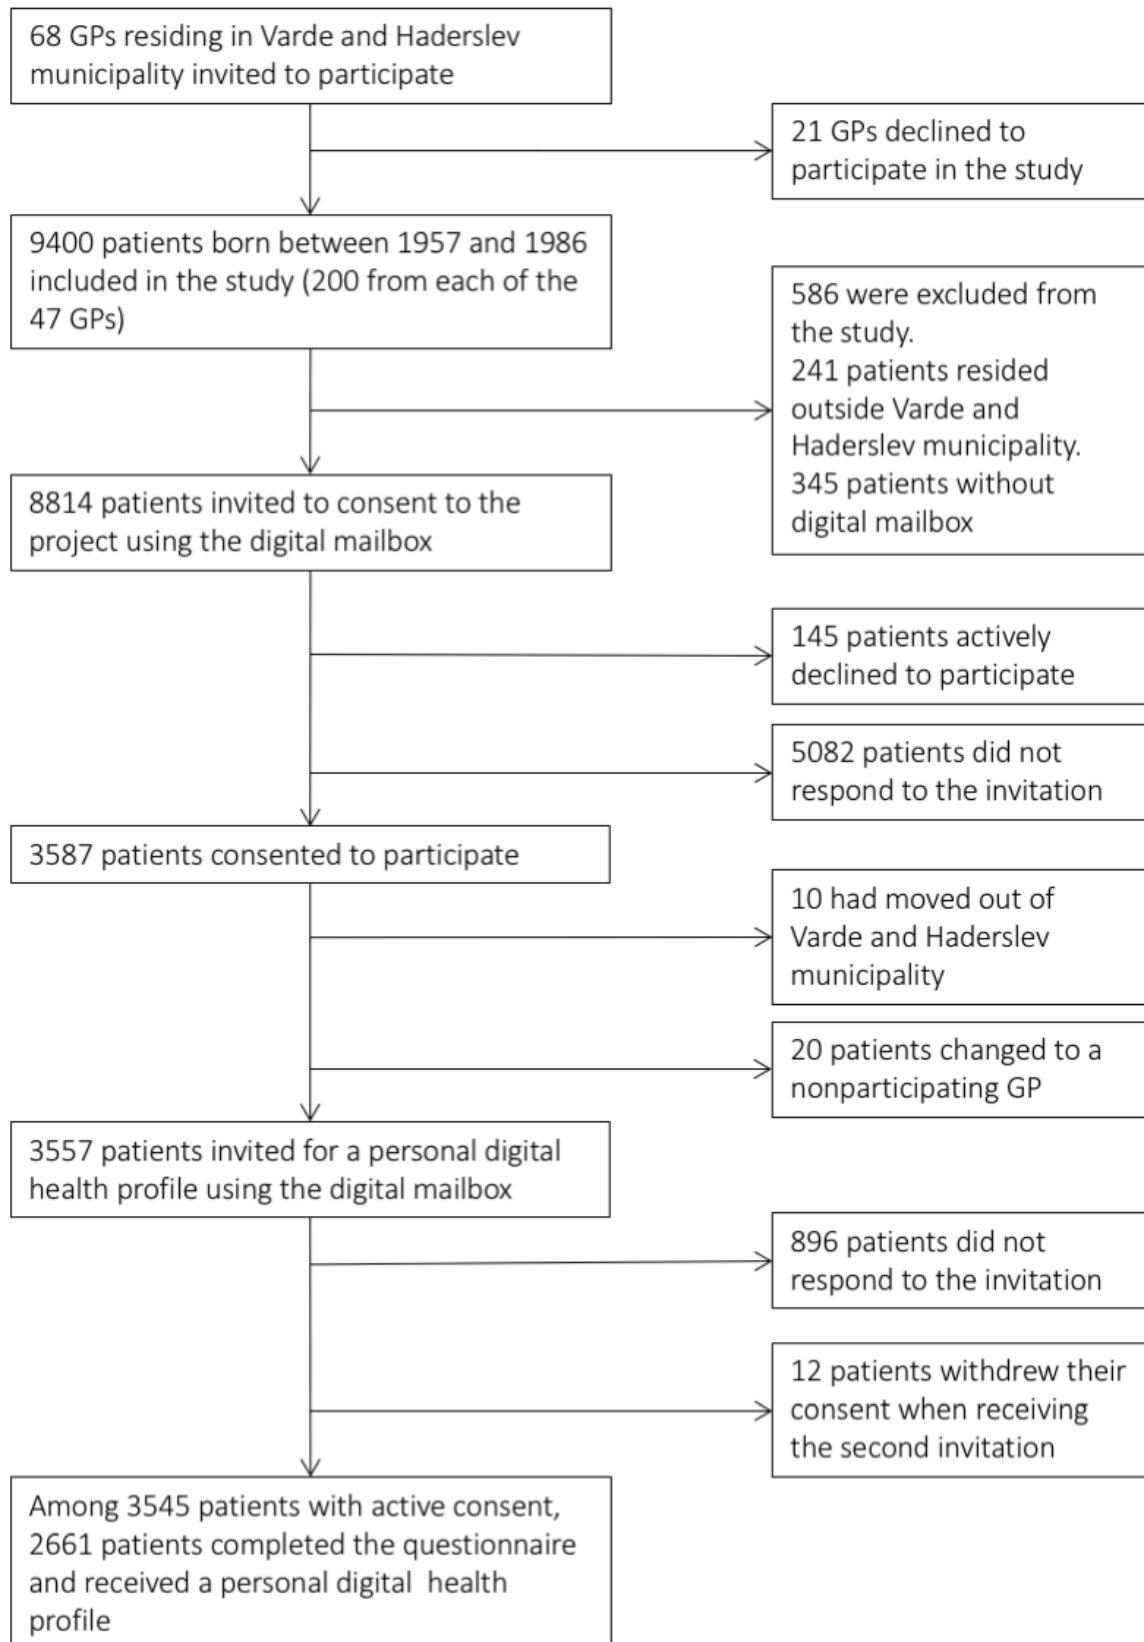 68 GPs residing in Varde and Haderslev
municipality invited to participate
21 GPs declined to
participate in the study
9400 patients born between 1957 and 1986
included in the study (200 from each of the
47 GPs)
586 were excluded from
the study.
241 patients resided
outside Varde and
Haderslev municipality.
345 patients without
digital mailbox
8814 patients invited to consent to the
project using the digital mailbox
145 patients actively
declined to participate
5082 patients did not
respond to the invitation
3587 patients consented to participate
10 had moved out of
Varde and Haderslev
municipality
20 patients changed to a
nonparticipating GP
3557 patients invited for a personal digital
health profile using the digital mailbox
896 patients did not
respond to the invitation
12 patients withdrew their
consent when receiving
the second invitation
Among 3545 patients with active consent,
2661 patients completed the questionnaire
and received a personal digital health
profile